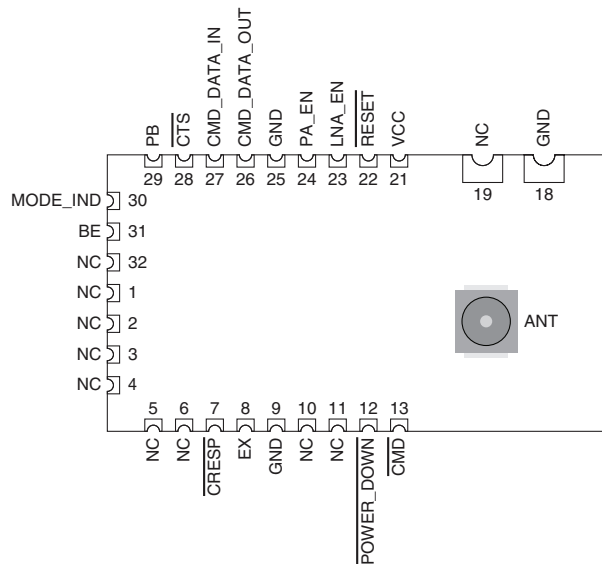 PB
CTS
CMD_DATA_IN
CMD_DATA_OUT
GND
PA_EN
LNA_EN
RESET
VCC
NC
GND
29 28 27 26 25 24 23 22 21 19 18
MODE_IND 30
BE 31
NC 32
NC 1
NC 2
NC 3
NC 4
ANT
5 6 7 8 9 10 11 12 13
NC
NC
CRESP
EX
GND
NC
NC
POWER_DOWN
CMD